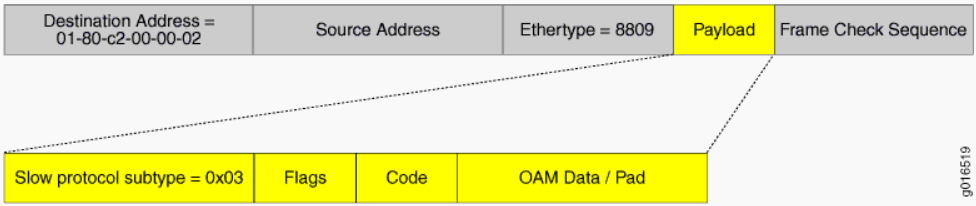 Destination Address =
01-80-c2-00-00-02
Source Address
Ethertype = 8809
Payload
Frame Check Sequence
Slow protocol subtype = 0x03
Flags
Code
OAM Data / Pad
g016519